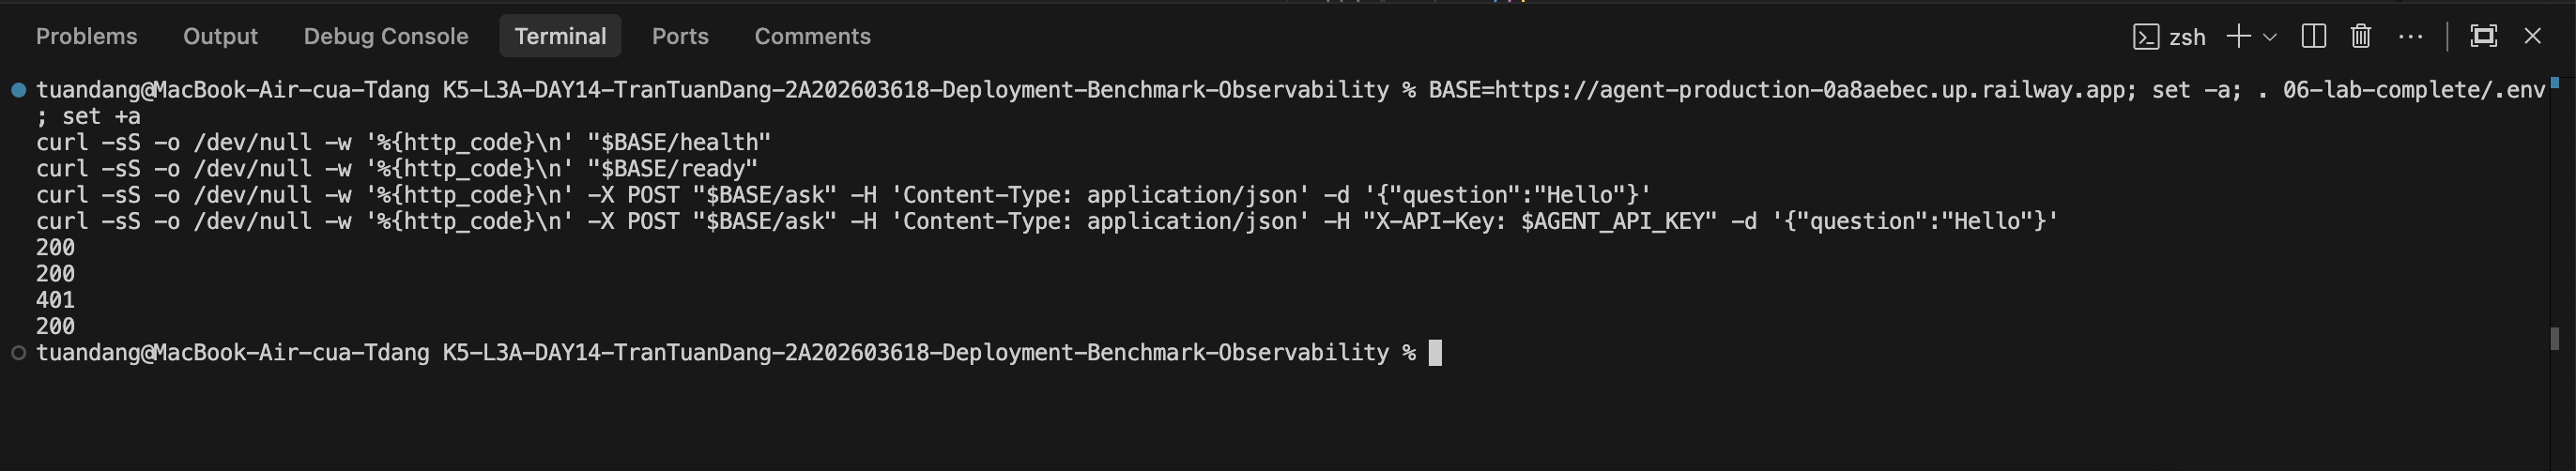 Problems Output Debug Console Terminal Ports Comments zsh
tuandang@MacBook-Air-cua-Tdang K5-L3A-DAY14-TranTuanDang-2A202603618-Deployment-Benchmark-Observability % BASE=https://agent-production-0a8aebec.up.railway.app; set -a; . 06-lab-complete/.env
; set +a
curl -sS -o /dev/null -w '%{http_code}\n' "$BASE/health"
curl -sS -o /dev/null -w '%{http_code}\n' "$BASE/ready"
curl -sS -o /dev/null -w '%{http_code}\n' -X POST "$BASE/ask" -H 'Content-Type: application/json' -d '{"question":"Hello"}'
curl -sS -o /dev/null -w '%{http_code}\n' -X POST "$BASE/ask" -H 'Content-Type: application/json' -H "X-API-Key: $AGENT_API_KEY" -d '{"question":"Hello"}'
200
200
401
200
tuandang@MacBook-Air-cua-Tdang K5-L3A-DAY14-TranTuanDang-2A202603618-Deployment-Benchmark-Observability %